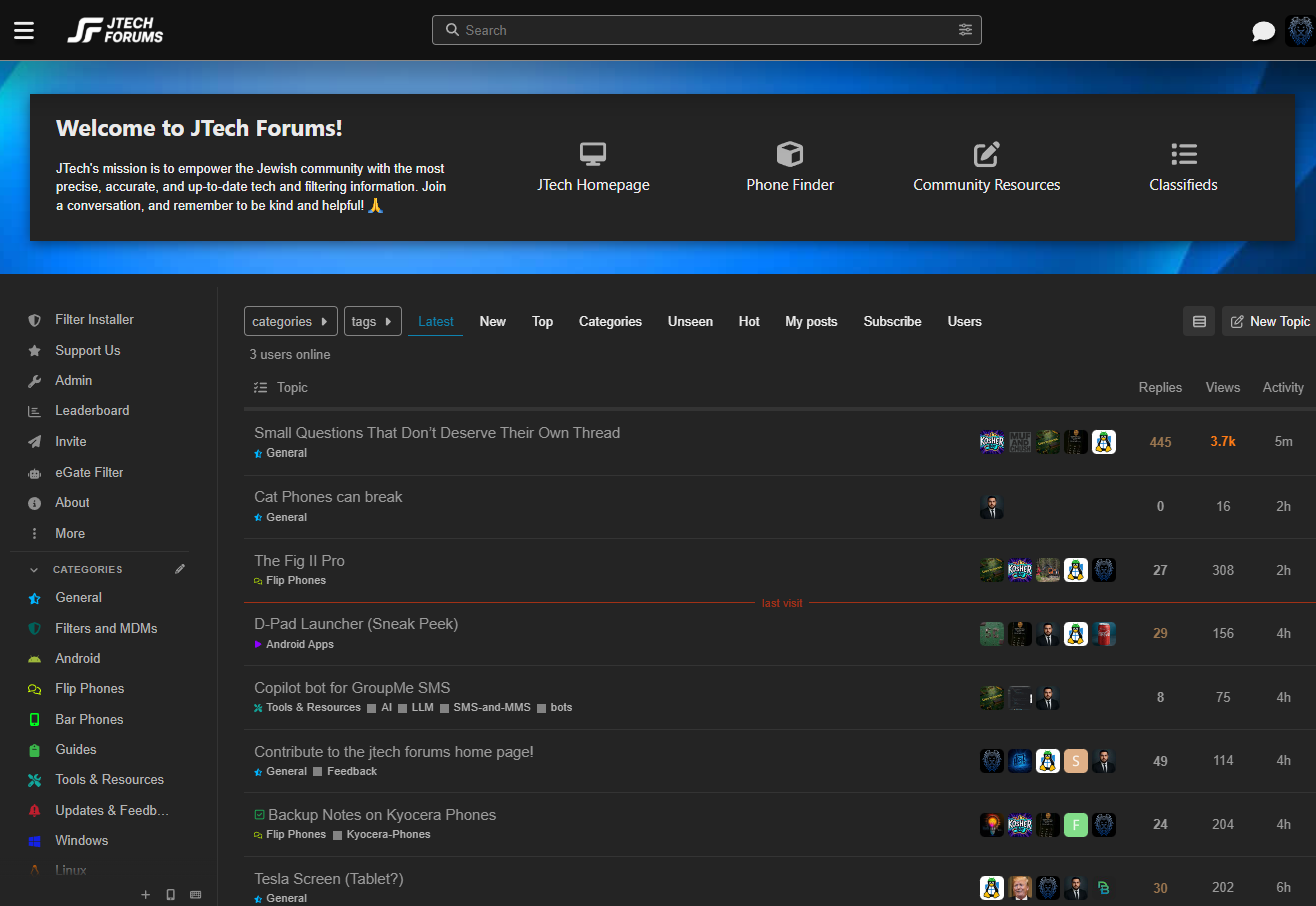 JTECH
FORUMS
Search
Welcome to JTech Forums!
JTech's mission is to empower the Jewish community with the most
precise, accurate, and up-to-date tech and filtering information. Join
a conversation, and remember to be kind and helpful! 🙏
JTech Homepage
Phone Finder
Community Resources
Classifieds
Filter Installer
Support Us
Admin
Leaderboard
Invite
eGate Filter
About
More
CATEGORIES
General
Filters and MDMs
Android
Flip Phones
Bar Phones
Guides
Tools & Resources
Updates & Feedb...
Windows
Linux
categories tags Latest New Top Categories Unseen Hot My posts Subscribe Users New Topic
3 users online
Topic Replies Views Activity
Small Questions That Don’t Deserve Their Own Thread 445 3.7k 5m
General
KOSHER
Cat Phones can break 0 16 2h
General
The Fig II Pro 27 308 2h
Flip Phones
KOSHER
last visit
D-Pad Launcher (Sneak Peek) 29 156 4h
Android Apps
Copilot bot for GroupMe SMS 8 75 4h
Tools & Resources AI LLM SMS-and-MMS bots
Contribute to the jtech forums home page! S 49 114 4h
General Feedback
Backup Notes on Kyocera Phones KOSHER F 24 204 4h
Flip Phones Kyocera-Phones
Tesla Screen (Tablet?) 30 202 6h
General